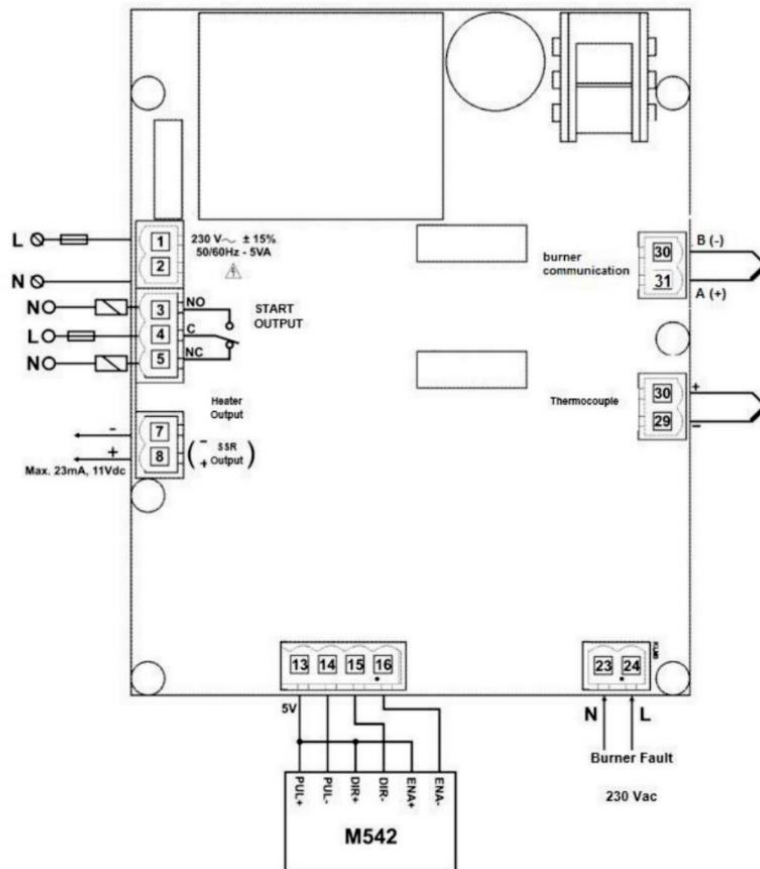 L
1
230 V~ ± 15%
50/60Hz - 5VA
2
N
N
3
NO
START
OUTPUT
L
4
C
N
5
NC
Heater
Output
-
7
+
8
( - SSR
+ Output )
Max. 23mA, 11Vdc
burner
communication
30
B (-)
31
A (+)
Thermocouple
30
+
29
-
13 14 15 16
5V
PUL+ PUL- DIR+ DIR- ENA+ ENA-
M542
23 24
N L
Burner Fault
230 Vac